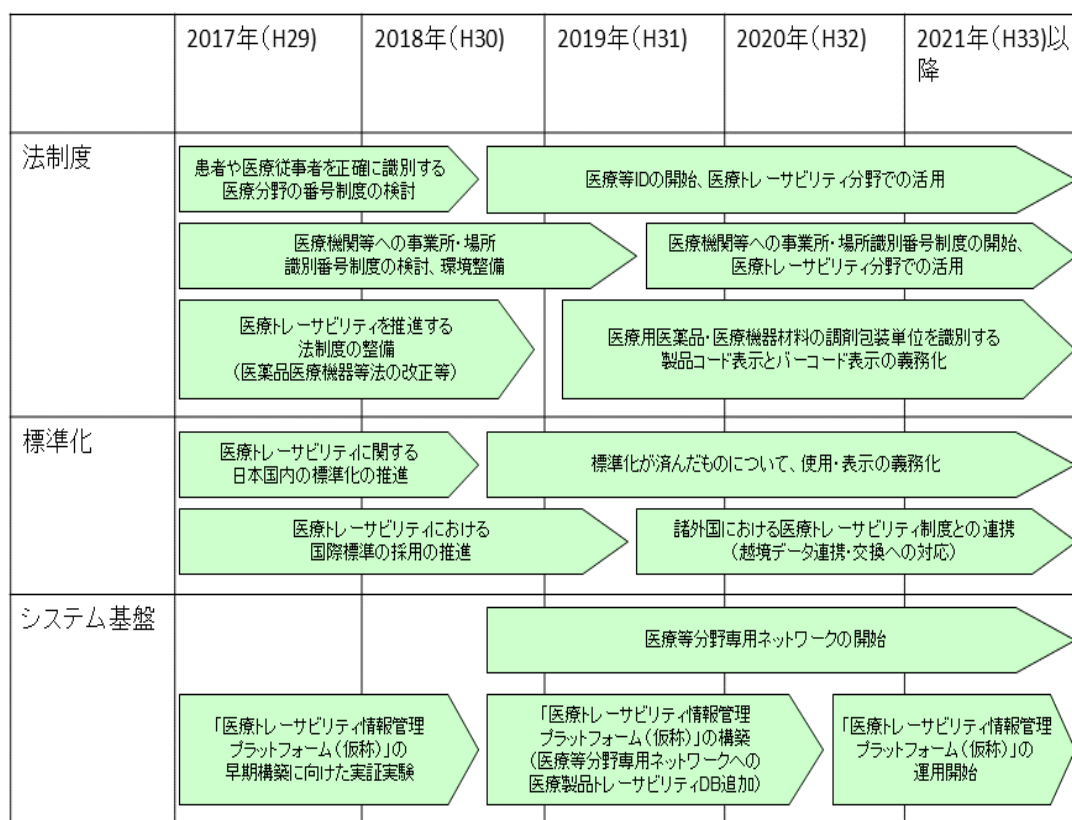 2017年(H29)
2018年(H30)
2019年(H31)
2020年(H32)
2021年(H33)以
降
法制度
患者や医療従事者を正確に識別する
医療分野の番号制度の検討
医療等IDの開始、医療トレーサビリティ分野での活用
医療機関等への事業所・場所
識別番号制度の検討、環境整備
医療機関等への事業所・場所識別番号制度の開始、
医療トレーサビリティ分野での活用
医療トレーサビリティを推進する
法制度の整備
(医薬品医療機器等法の改正等)
医療用医薬品・医療機器材料の調剤包装単位を識別する
製品コード表示とバーコード表示の義務化
標準化
医療トレーサビリティに関する
日本国内の標準化の推進
標準化が済んだものについて、使用・表示の義務化
医療トレーサビリティにおける
国際標準の採用の推進
諸外国における医療トレーサビリティ制度との連携
(越境データ連携・交換への対応)
システム基盤
医療等分野専用ネットワークの開始
「医療トレーサビリティ情報管理
プラットフォーム(仮称)」の
早期構築に向けた実証実験
「医療トレーサビリティ情報管理
プラットフォーム(仮称)」の構築
(医療等分野専用ネットワークへの
医療製品トレーサビリティDB追加)
「医療トレーサビリティ情報管理
プラットフォーム(仮称)」の
運用開始